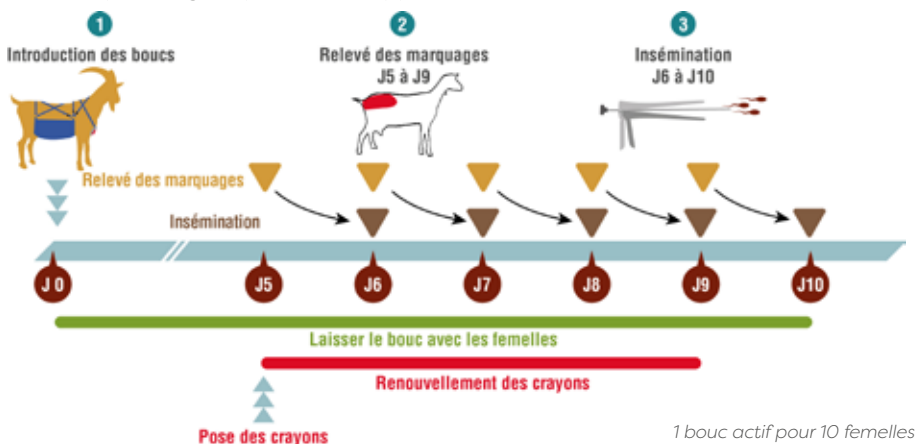 1
Introduction des boucs
2
Relevé des marquages
J5 à J9
3
Insémination
J6 à J10
Relevé des marquages
Insémination
J 0
J5
J6
J7
J8
J9
J10
Laisser le bouc avec les femelles
Renouvellement des crayons
Pose des crayons
1 bouc actif pour 10 femelles